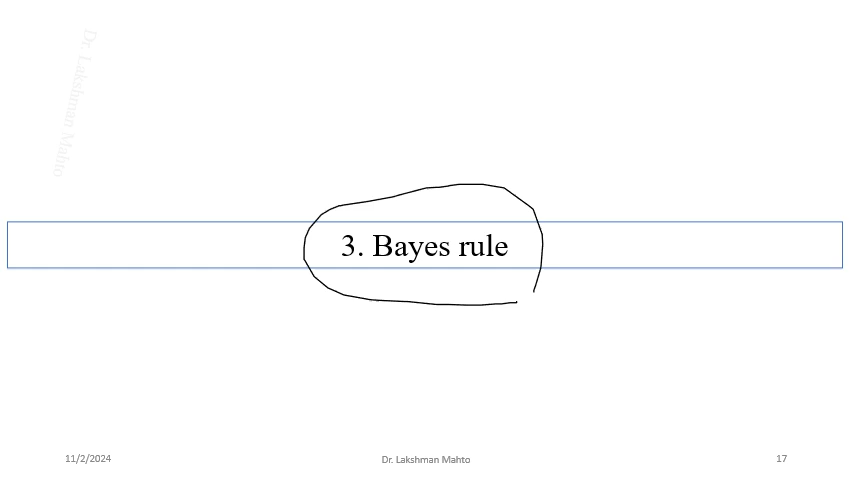 Dr. Lakshman Mahto
3. Bayes rule
11/2/2024
Dr. Lakshman Mahto
17